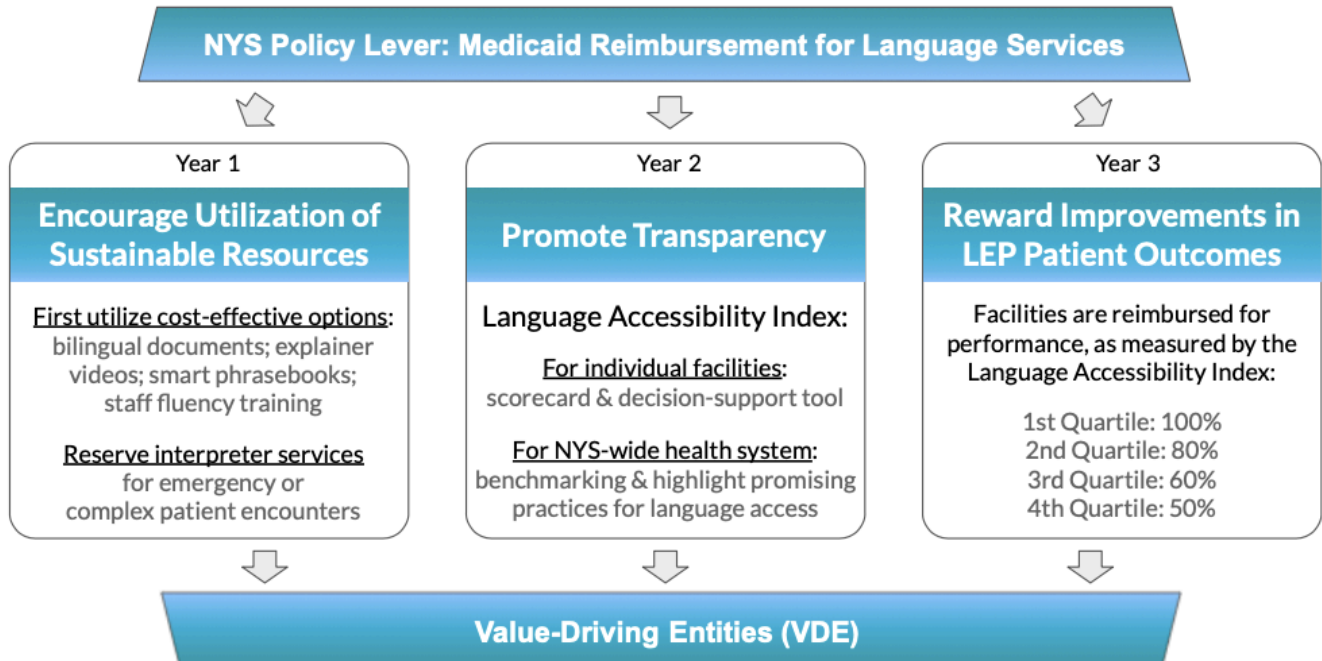 NYS Policy Lever: Medicaid Reimbursement for Language Services
Year 1
Encourage Utilization of
Sustainable Resources
First utilize cost-effective options:
bilingual documents; explainer
videos; smart phrasebooks;
staff fluency training
Reserve interpreter services
for emergency or
complex patient encounters
Year 2
Promote Transparency
Language Accessibility Index:
For individual facilities:
scorecard & decision-support tool
For NYS-wide health system:
benchmarking & highlight promising
practices for language access
Year 3
Reward Improvements in
LEP Patient Outcomes
Facilities are reimbursed for
performance, as measured by the
Language Accessibility Index:
1st Quartile: 100%
2nd Quartile: 80%
3rd Quartile: 60%
4th Quartile: 50%
Value-Driving Entities (VDE)